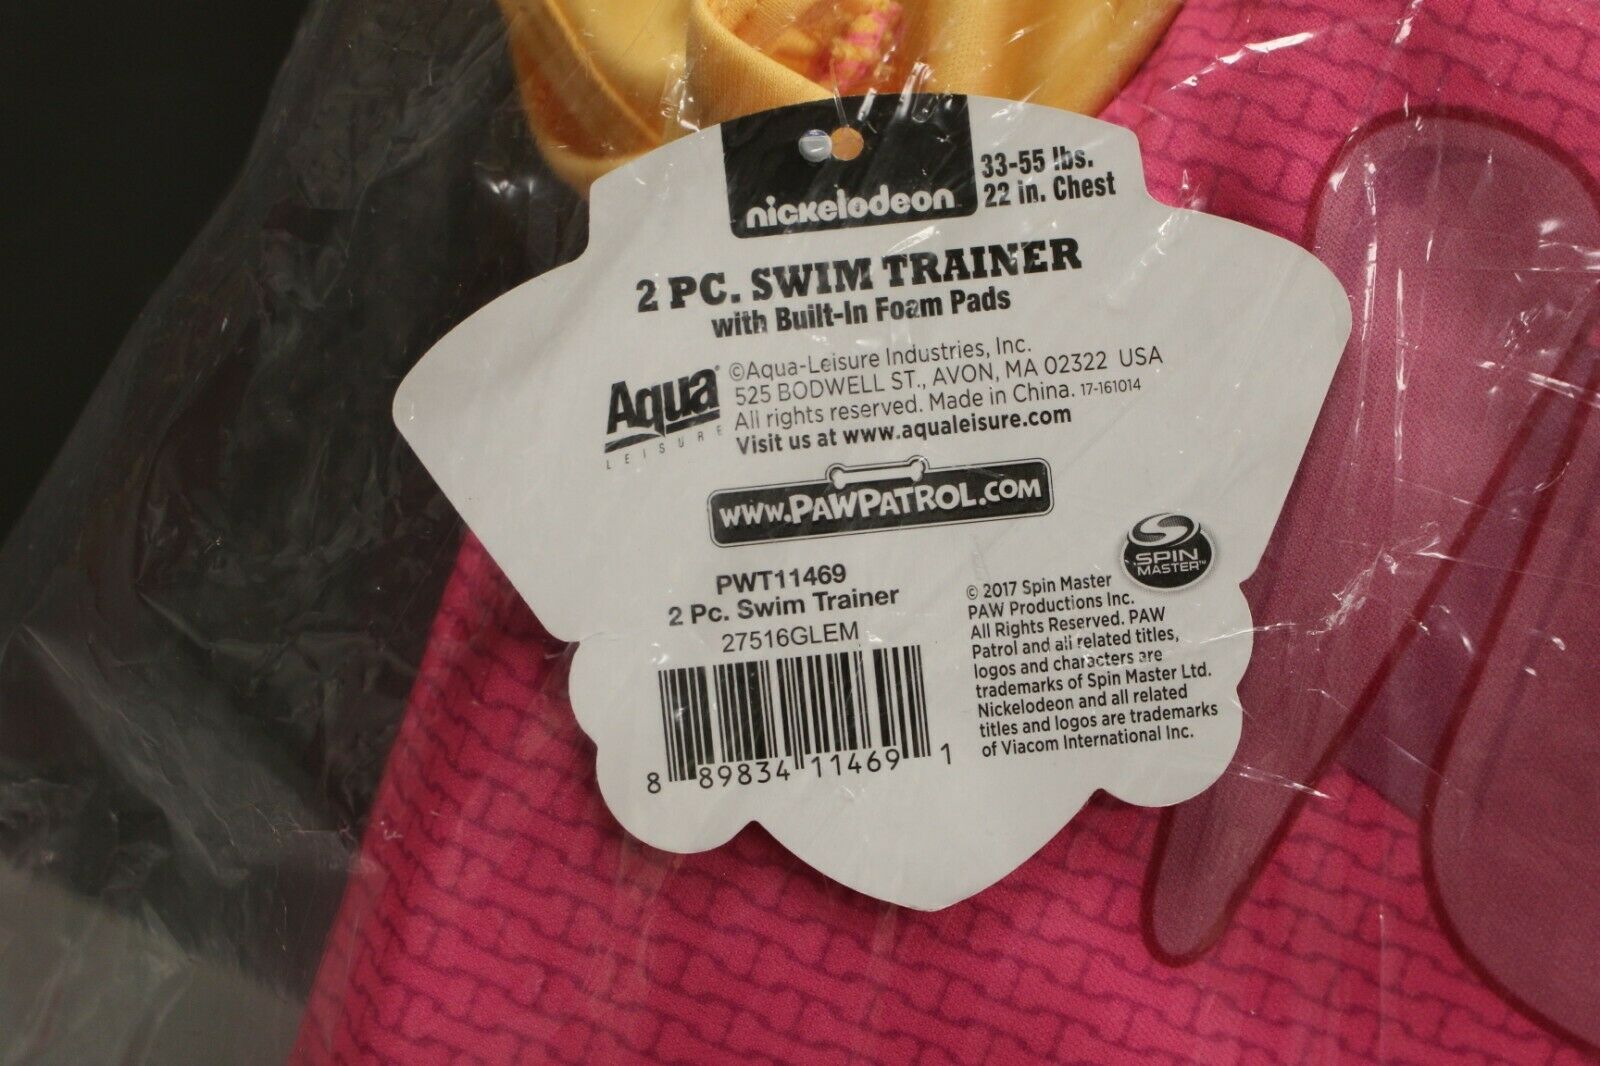 nickelodeon
33-55 lbs.
22 in. Chest
2 PC. SWIM TRAINER
with Built-In Foam Pads
Aqua
LEISURE
©Aqua-Leisure Industries, Inc.
525 BODWELL ST., AVON, MA 02322 USA
All rights reserved. Made in China. 17-161014
Visit us at www.aqualeisure.com
www.PAWPATROL.COM
SPIN
MASTER™
PWT11469
2 Pc. Swim Trainer
27516GLEM
8 89834 11469 1
© 2017 Spin Master
PAW Productions Inc.
All Rights Reserved. PAW
Patrol and all related titles,
logos and characters are
trademarks of Spin Master Ltd.
Nickelodeon and all related
titles and logos are trademarks
of Viacom International Inc.